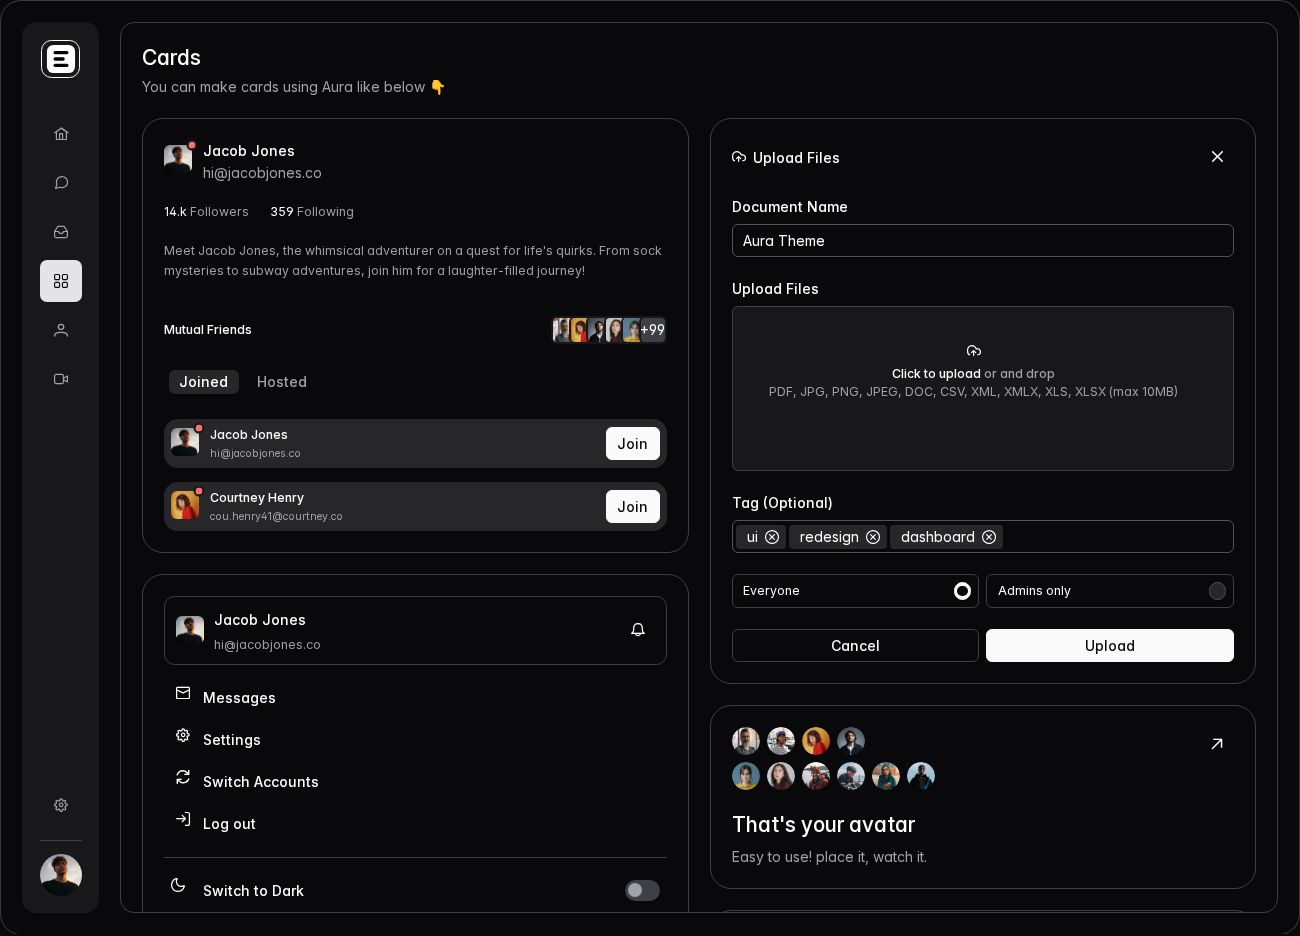 Cards
You can make cards using Aura like below 👇
Jacob Jones
hi@jacobjones.co
14.k Followers 359 Following
Meet Jacob Jones, the whimsical adventurer on a quest for life's quirks. From sock
mysteries to subway adventures, join him for a laughter-filled journey!
Mutual Friends
+99
Joined Hosted
Jacob Jones
hi@jacobjones.co
Join
Courtney Henry
cou.henry41@courtney.co
Join
Jacob Jones
hi@jacobjones.co
Messages
Settings
Switch Accounts
Log out
Switch to Dark
Upload Files
Document Name
Aura Theme
Upload Files
Click to upload or and drop
PDF, JPG, PNG, JPEG, DOC, CSV, XML, XMLX, XLS, XLSX (max 10MB)
Tag (Optional)
ui redesign dashboard
Everyone Admins only
Cancel Upload
That's your avatar
Easy to use! place it, watch it.